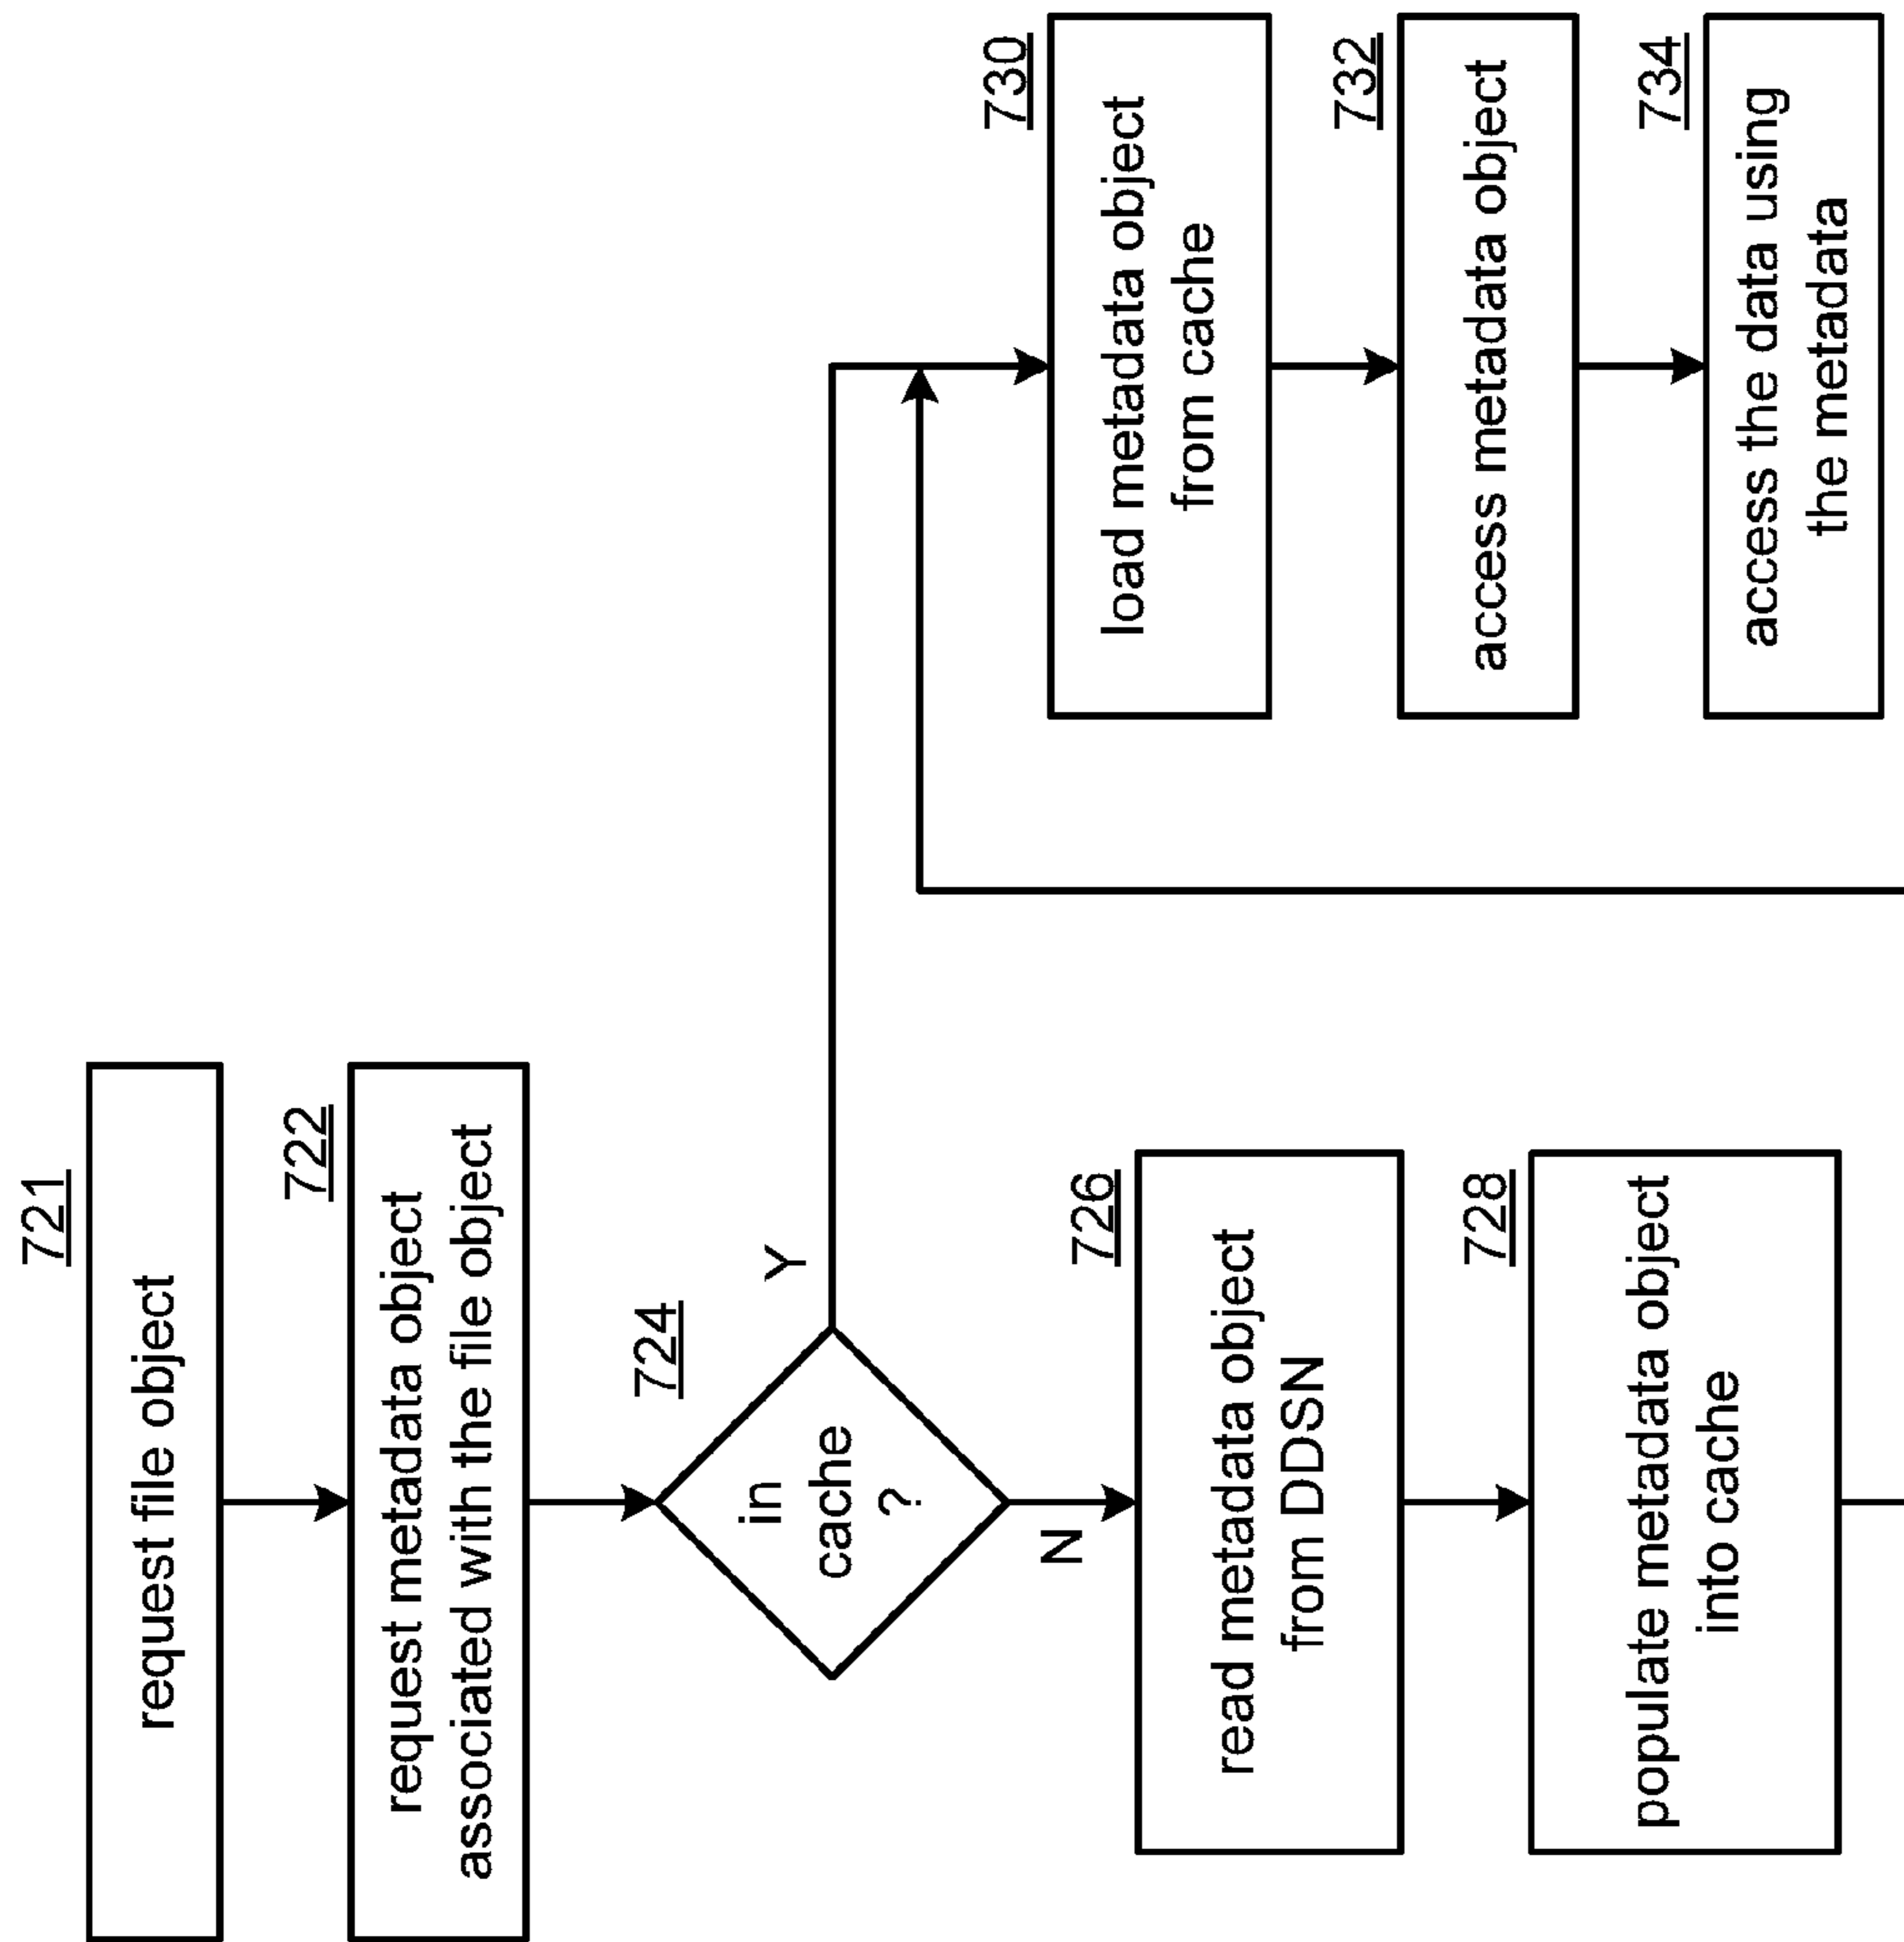 721
request file object
722
request metadata object
associated with the file object
724
in
cache
?
Y
N
726
read metadata object
from DDSN
728
populate metadata object
into cache
730
load metadata object
from cache
732
access metadata object
734
access the data using
the metadata